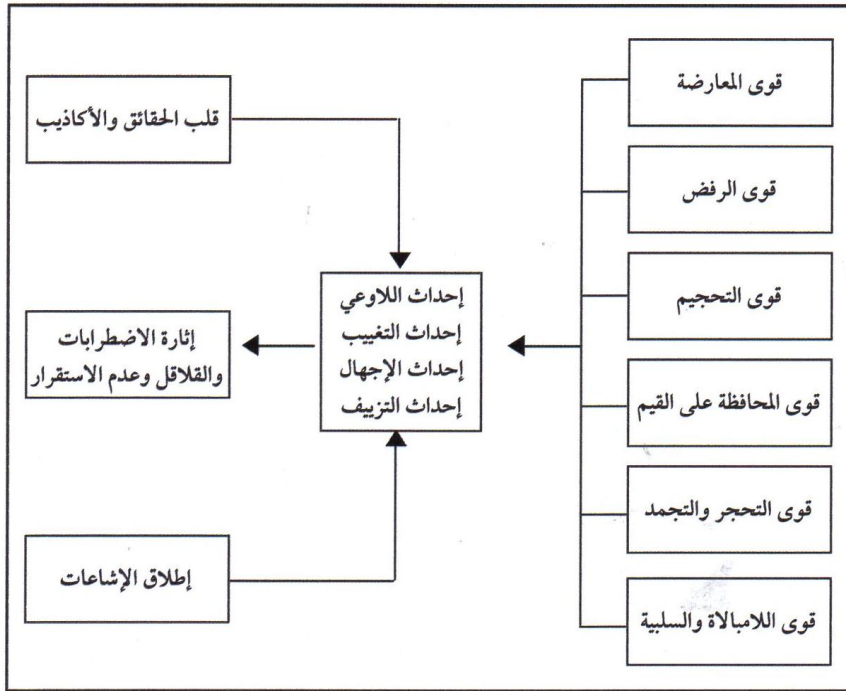 قوى المعارضة
قوى الرفض
قوى التحجيم
قوى المحافظة على القيم
قوى التحجر والتجمد
قوى اللامبالاة والسلبية
إحداث اللاوعي
إحداث التغييب
إحداث الإجهال
إحداث التزييف
قلب الحقائق والأكاذيب
إثارة الاضطرابات
والقلاقل وعدم الاستقرار
إطلاق الإشاعات